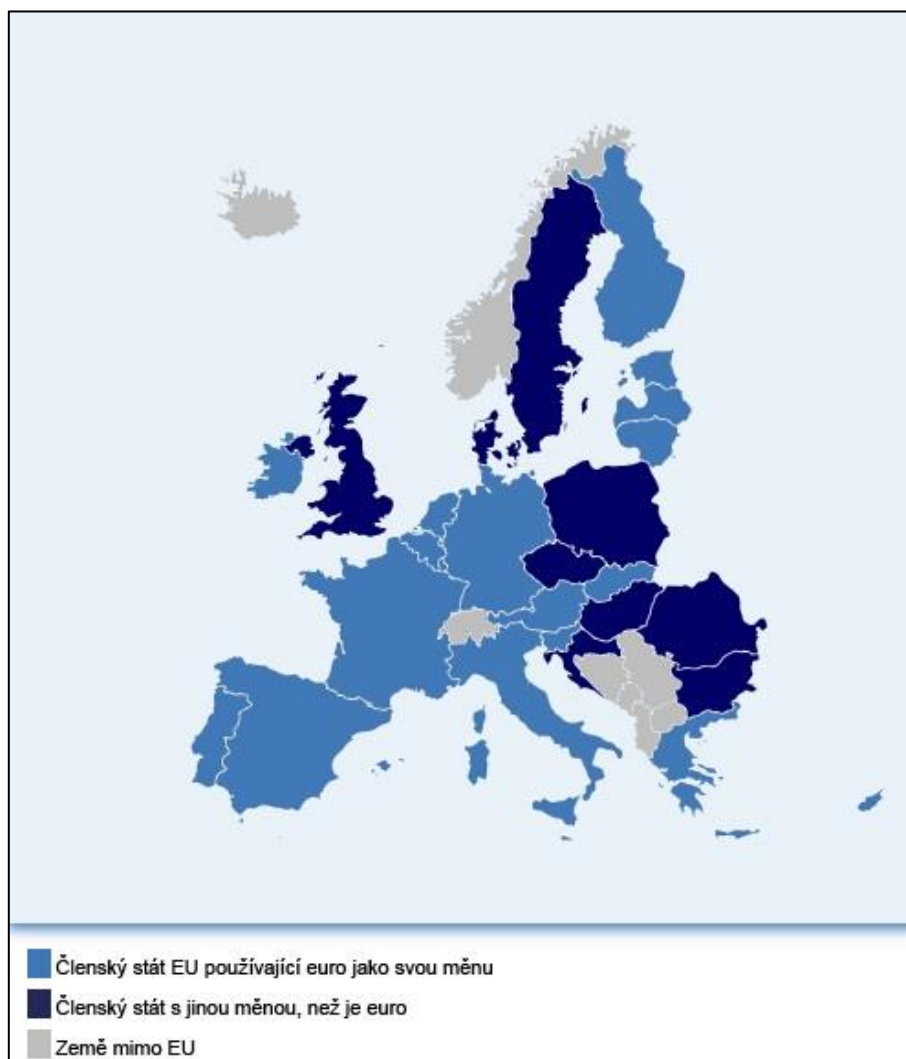 Členský stát EU používající euro jako svou měnu
Členský stát s jinou měnou, než je euro
Země mimo EU